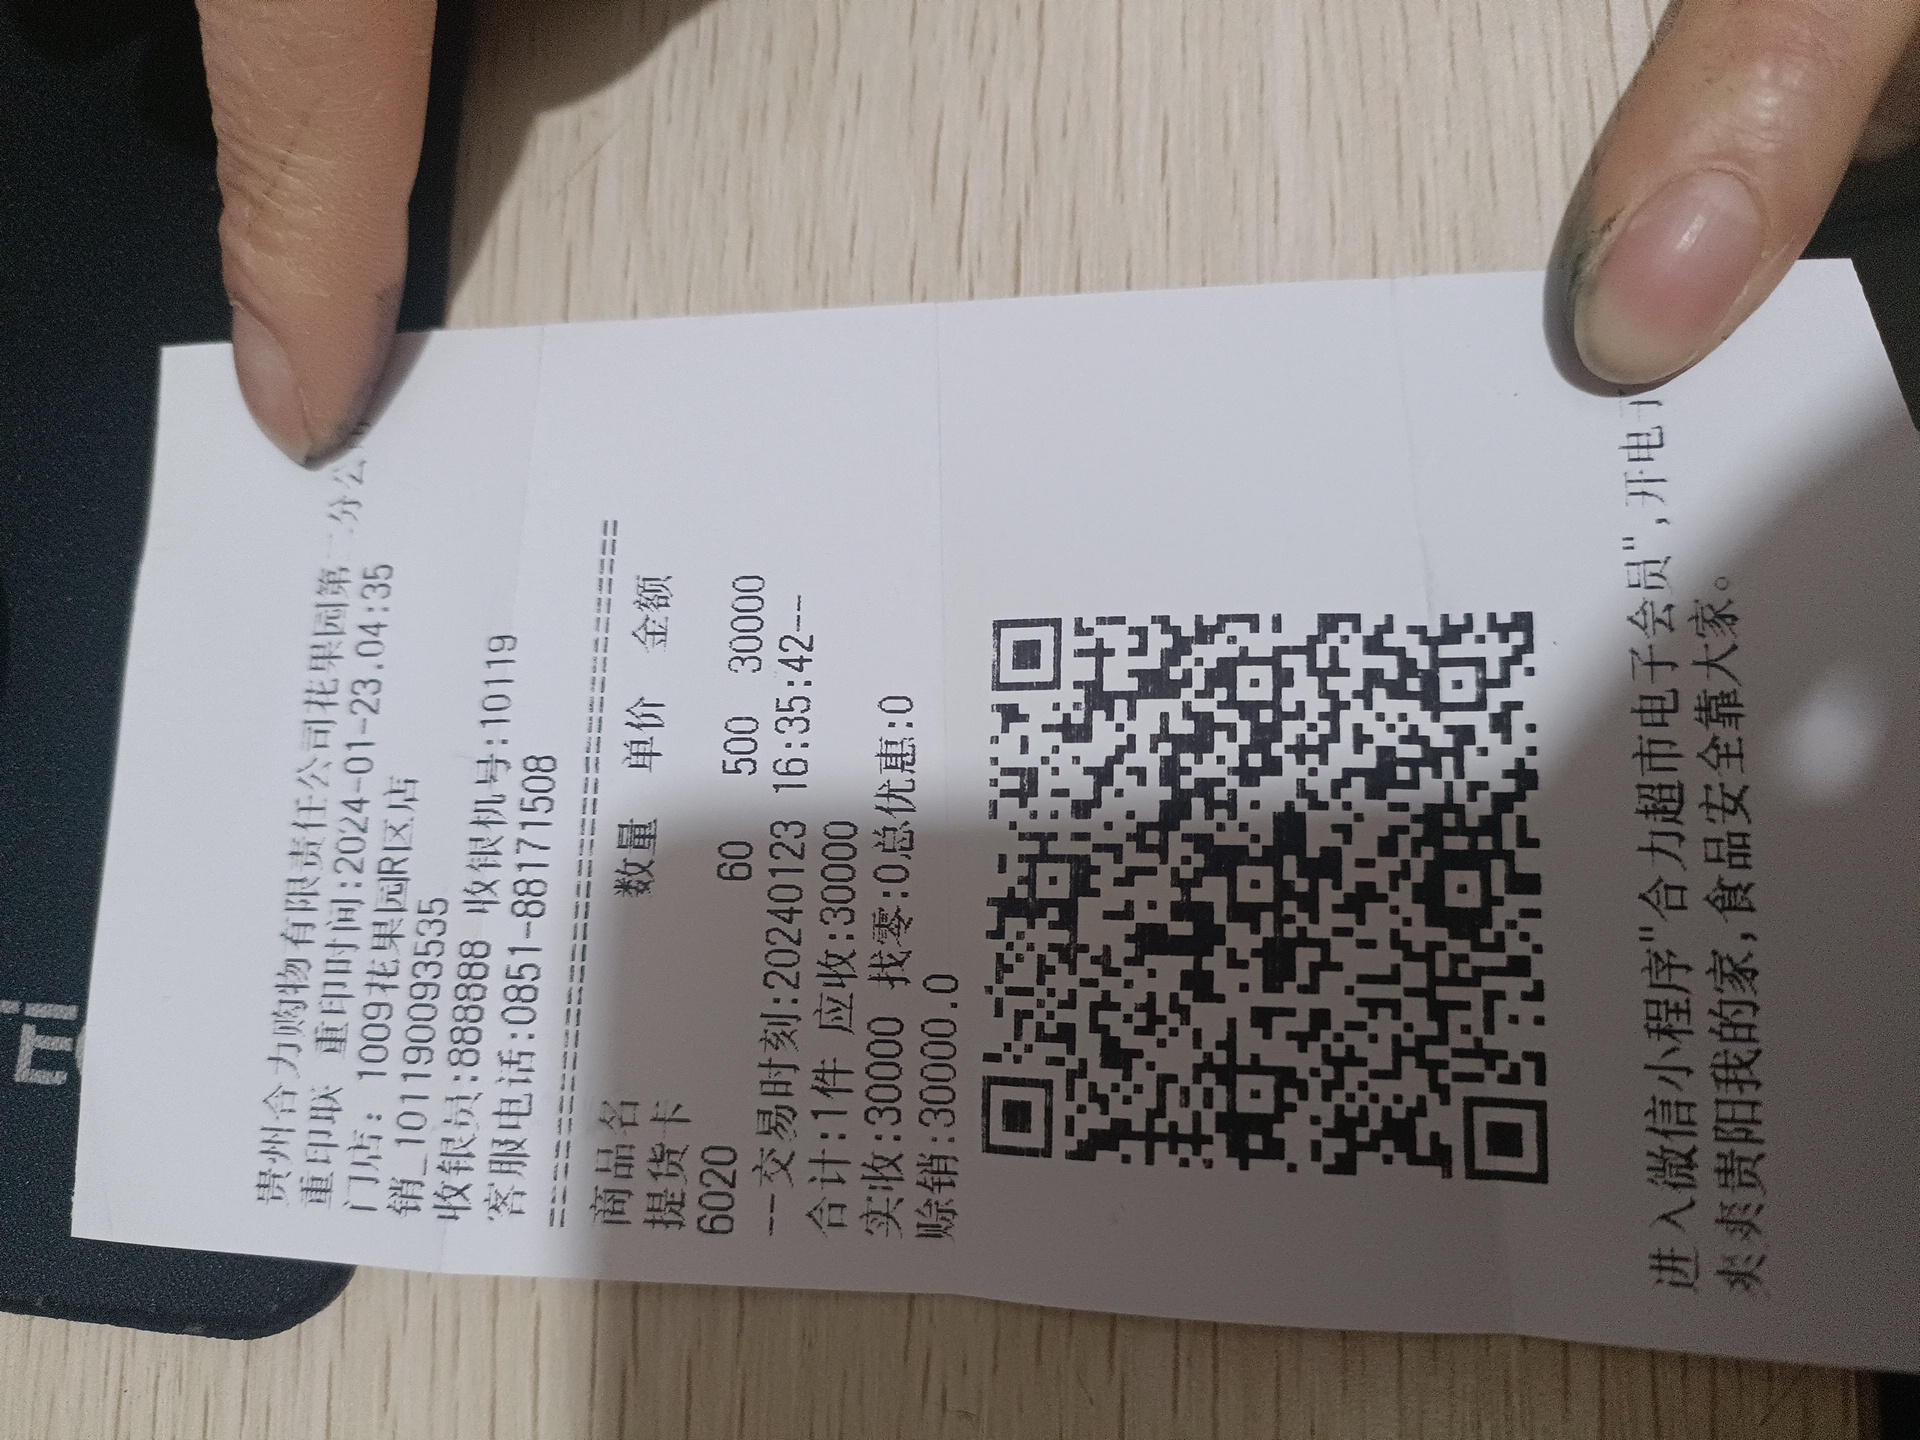 贵州合力购物有限责任公司花果园第二分公
重印联 重印时间:2024-01-23.04:35
门店: 1009花果园R区店
销_101190093535
收银员:888888 收银机号:10119
客服电话:0851-88171508
========================================
商品名 数量 单价 金额
提货卡
6020 60 500 30000
--交易时刻:20240123 16:35:42--
合计:1件 应收:30000
实收:30000 找零:0总优惠:0
赊销:30000.0
进入微信小程序"合力超市电子会员",开电
爽爽贵阳我的家,食品安全靠大家。